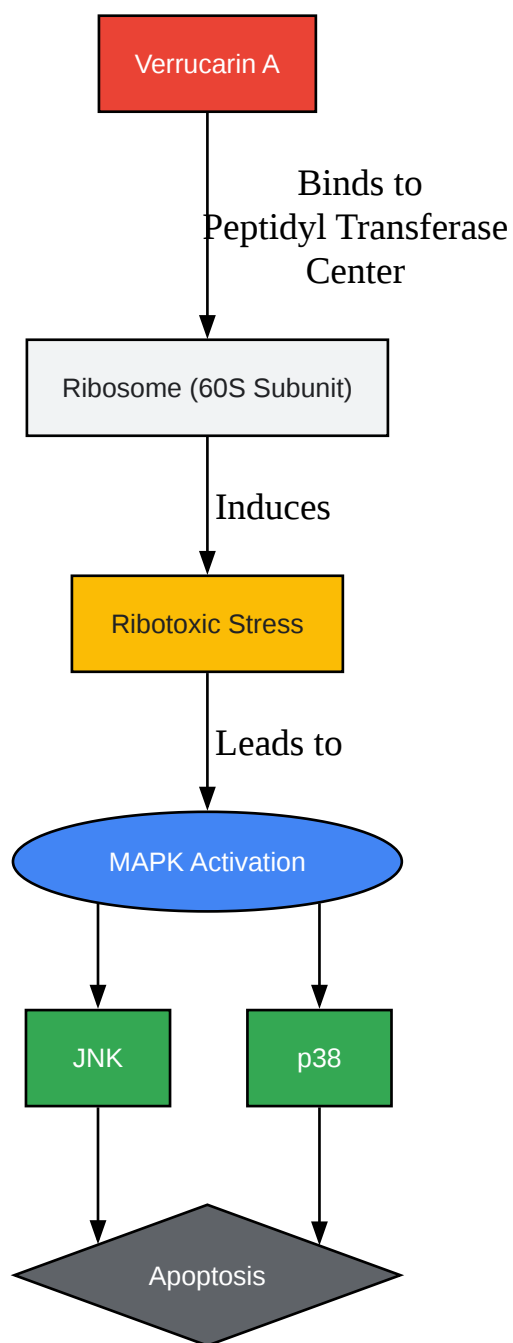 Verrucarin A
Binds to
Peptidyl Transferase
Center
Ribosome (60S Subunit)
Induces
Ribotoxic Stress
Leads to
MAPK Activation
JNK
p38
Apoptosis